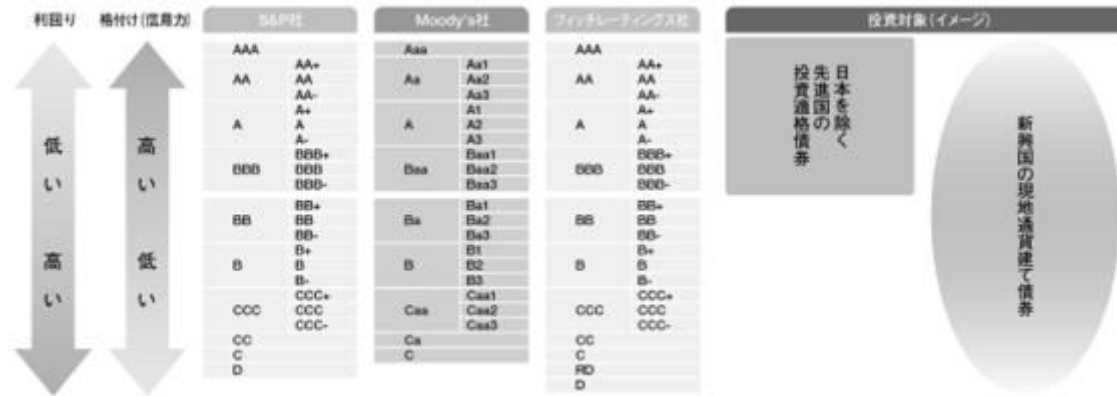 利回り 格付け(信用力) S&P社 Moody's社 フィッチレーティングス社 投資対象(イメージ)
低い
高い
高い
低い
AAA Aaa AAA
AA+ Aa1 AA+
AA AA Aa Aa2 AA AA
AA- Aa3 AA-
A+ A1 A+
A A A A2 A A
A- A3 A-
BBB+ Baa1 BBB+
BBB BBB Baa Baa2 BBB BBB
BBB- Baa3 BBB-
BB+ Ba1 BB+
BB BB Ba Ba2 BB BB
BB- Ba3 BB-
B+ B1 B+
B B B B2 B B
B- B3 B-
CCC+ Caa1 CCC+
CCC CCC Caa Caa2 CCC CCC
CCC- Caa3 CCC-
CC Ca CC
C C C
D RD
D
日本を除く
先進国の
投資適格債券
新興国の現地通貨建て債券